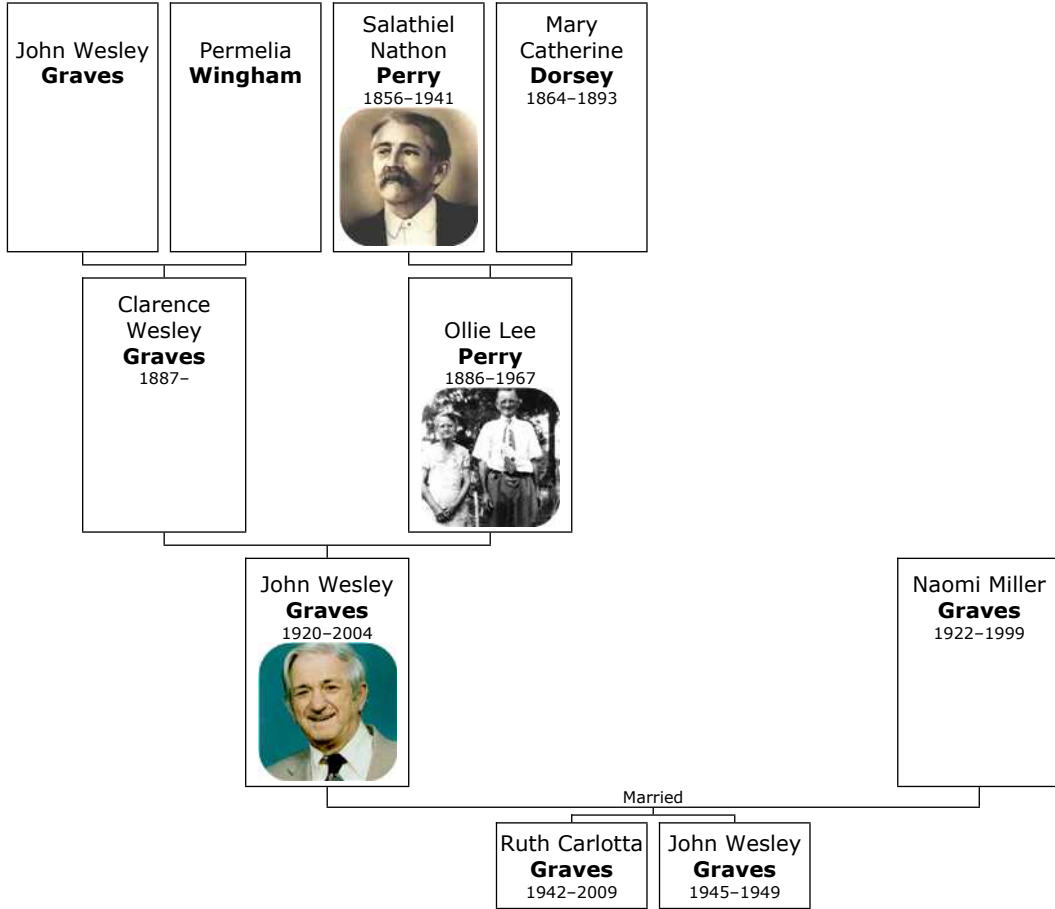 John Wesley
Graves
Permelia
Wingham
Salathiel
Nathon
Perry
1856–1941
Mary
Catherine
Dorsey
1864–1893
Clarence
Wesley
Graves
1887–
Ollie Lee
Perry
1886–1967
John Wesley
Graves
1920–2004
Naomi Miller
Graves
1922–1999
Married
Ruth Carlotta
Graves
1942–2009
John Wesley
Graves
1945–1949